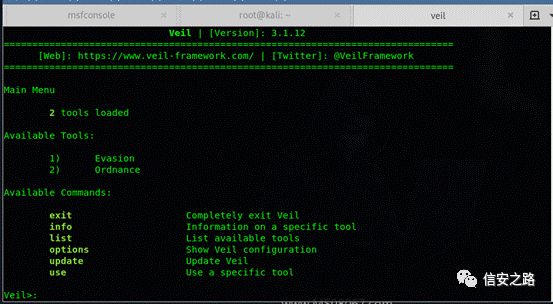 msfconsole root@kali: ~ veil
Veil | [Version]: 3.1.12
[Web]: https://www.veil-framework.com/ | [Twitter]: @VeilFramework
Main Menu
2 tools loaded
Available Tools:
1) Evasion
2) Ordnance
Available Commands:
exit Completely exit Veil
info Information on a specific tool
list List available tools
options Show Veil configuration
update Update Veil
use Use a specific tool
Veil>:
信安之路